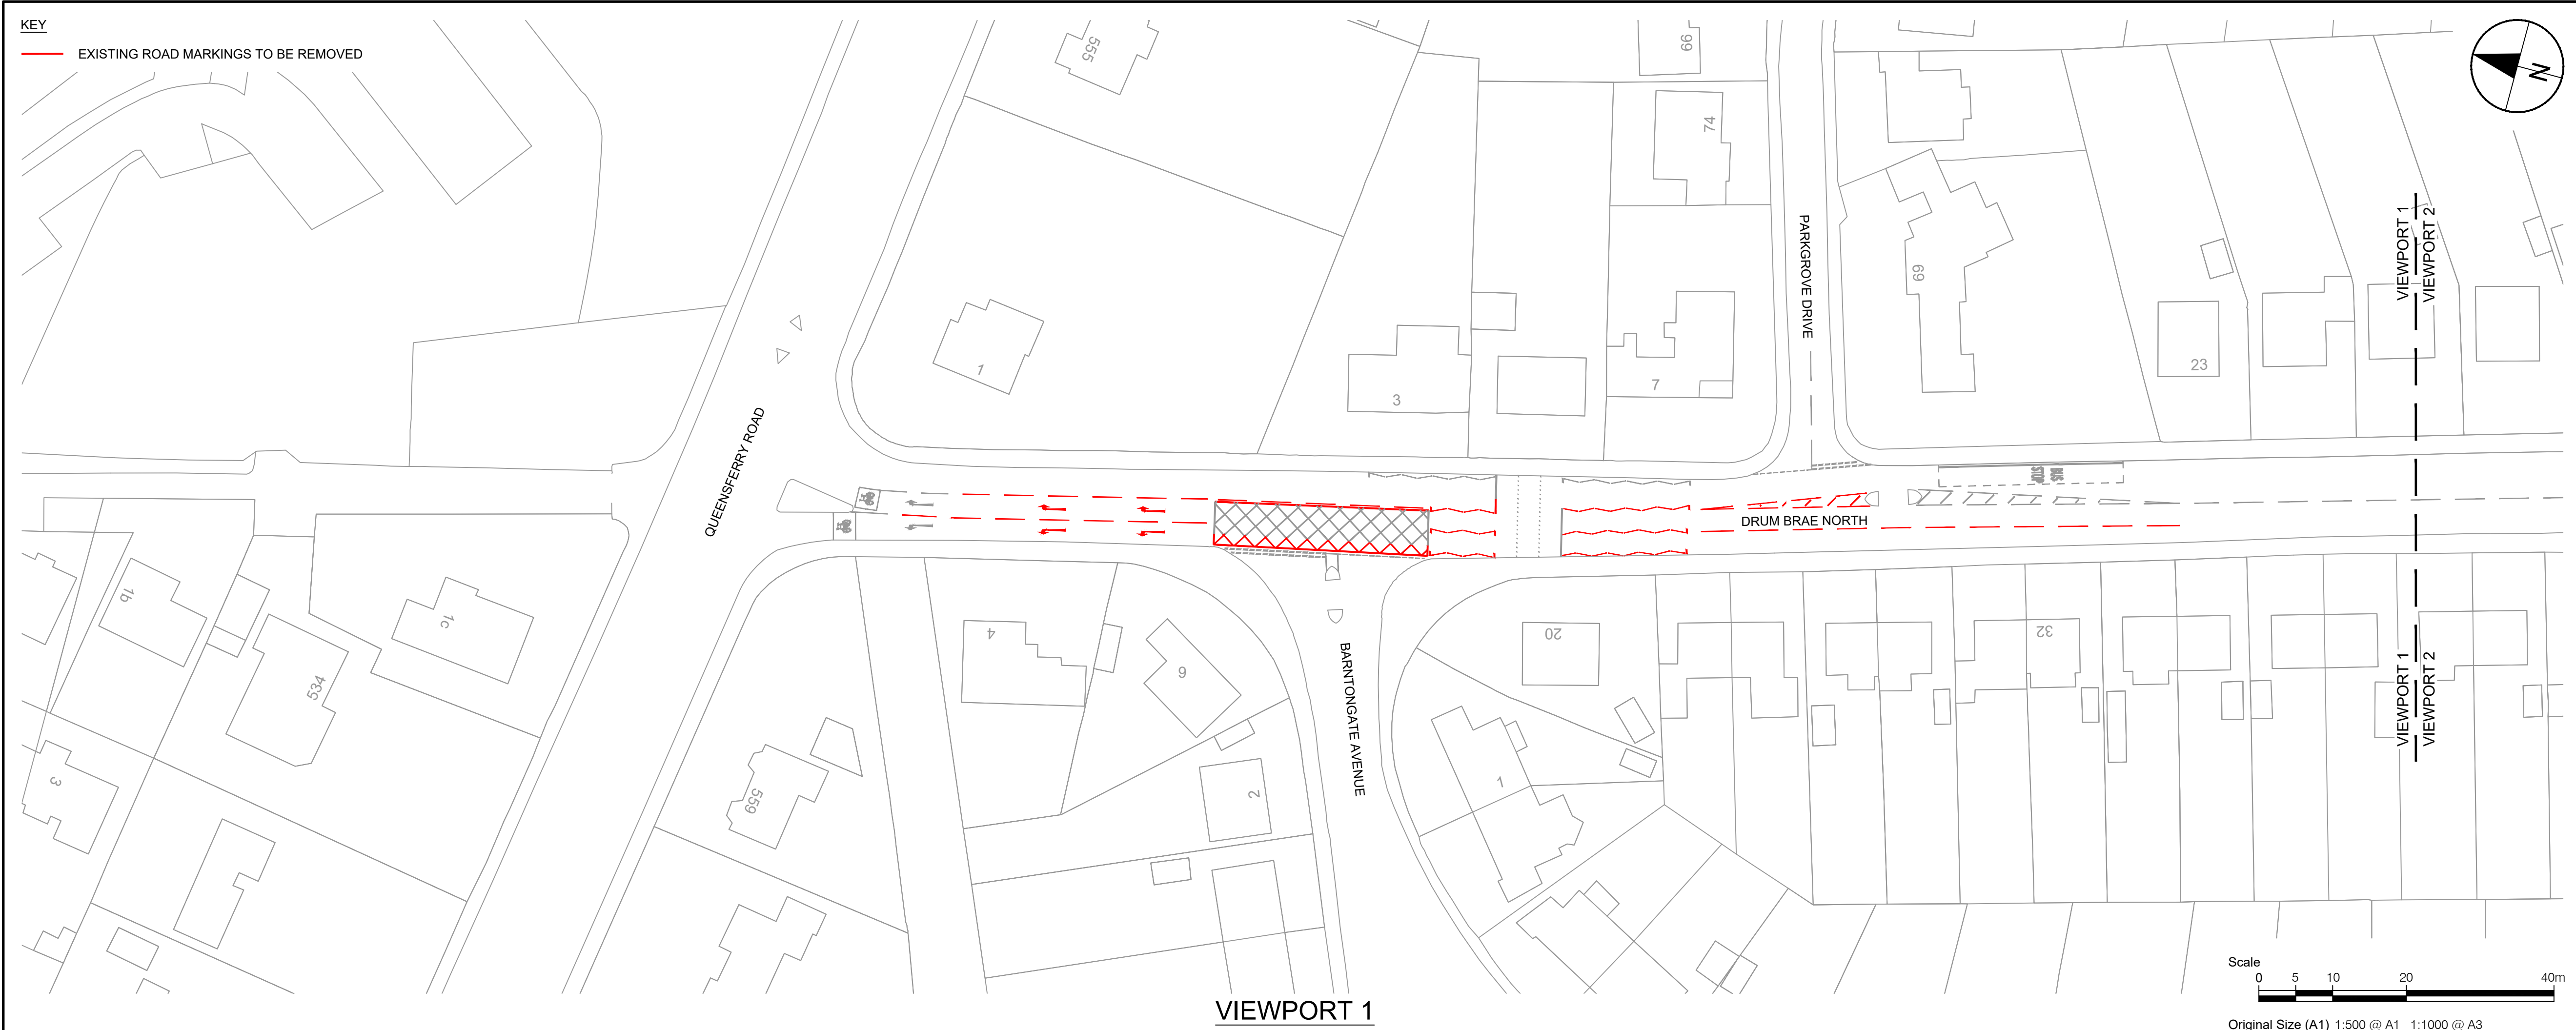 KEY
EXISTING ROAD MARKINGS TO BE REMOVED
N
555
66
74
PARKGROVE DRIVE
69
VIEWPORT 1
VIEWPORT 2
1
3
7
23
QUEENSFERRY ROAD
BUS
STOP
DRUM BRAE NORTH
1b
1c
534
3
559
4
9
2
BARNTONGATE AVENUE
20
1
32
VIEWPORT 1
VIEWPORT 2
VIEWPORT 1
Scale
0 5 10 20 40m
Original Size (A1) 1:500 @ A1 1:1000 @ A3